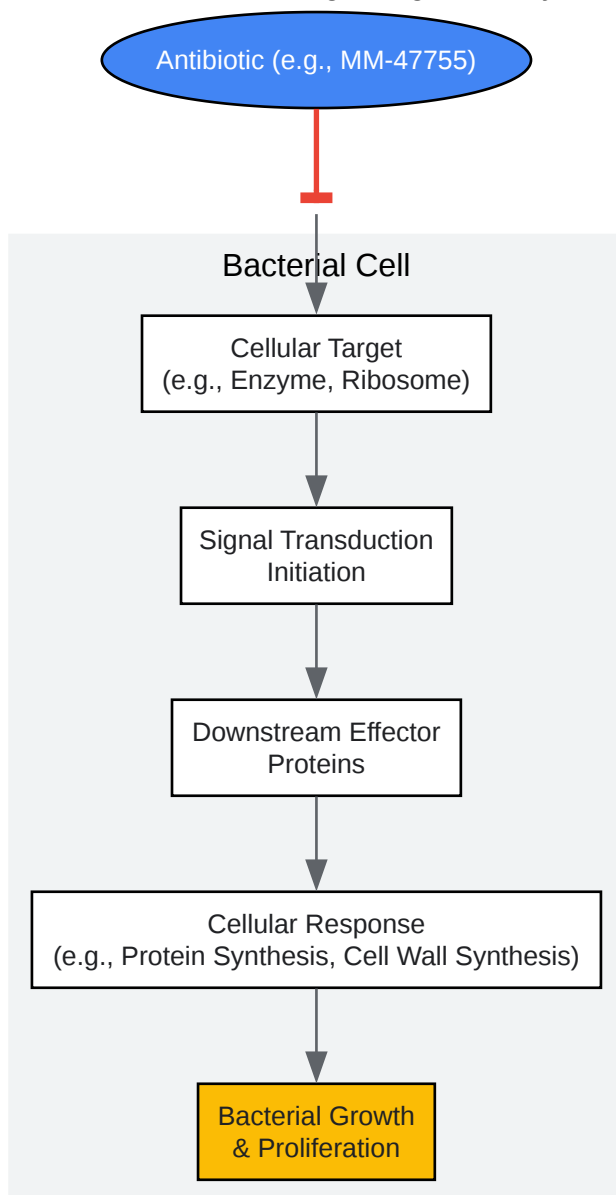 Antibiotic (e.g., MM-47755)
Bacterial Cell
Cellular Target
(e.g., Enzyme, Ribosome)
Signal Transduction
Initiation
Downstream Effector
Proteins
Cellular Response
(e.g., Protein Synthesis, Cell Wall Synthesis)
Bacterial Growth
& Proliferation